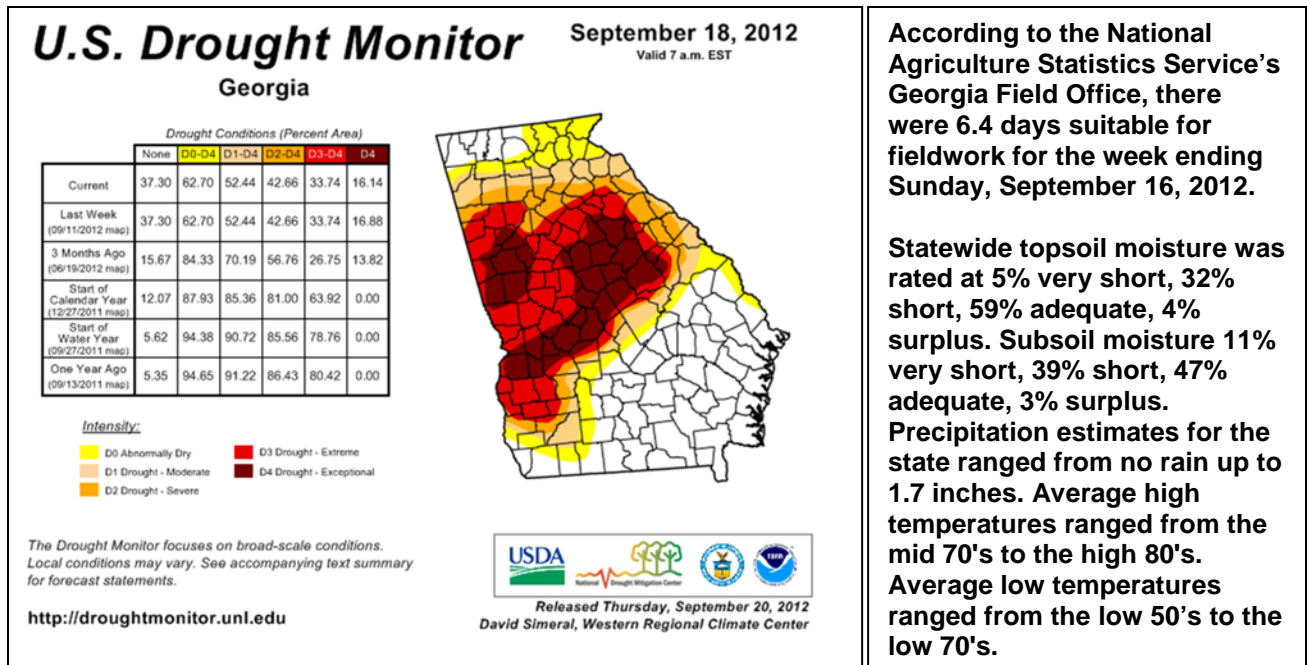 U.S. Drought Monitor
Georgia
September 18, 2012
Valid 7 a.m. EST
Drought Conditions (Percent Area)
None D0-D4 D1-D4 D2-D4 D3-D4 D4
Current 37.30 62.70 52.44 42.66 33.74 16.14
Last Week
(09/11/2012 map)
37.30 62.70 52.44 42.66 33.74 16.88
3 Months Ago
(06/19/2012 map)
15.67 84.33 70.19 56.76 26.75 13.82
Start of
Calendar Year
(12/27/2011 map)
12.07 87.93 85.36 81.00 63.92 0.00
Start of
Water Year
(09/27/2011 map)
5.62 94.38 90.72 85.56 78.76 0.00
One Year Ago
(09/13/2011 map)
5.35 94.65 91.22 86.43 80.42 0.00
Intensity:
D0 Abnormally Dry
D1 Drought - Moderate
D2 Drought - Severe
D3 Drought - Extreme
D4 Drought - Exceptional
The Drought Monitor focuses on broad-scale conditions.
Local conditions may vary. See accompanying text summary
for forecast statements.
http://droughtmonitor.unl.edu
USDA
National Drought Mitigation Center
Released Thursday, September 20, 2012
David Simeral, Western Regional Climate Center
According to the National
Agriculture Statistics Service’s
Georgia Field Office, there
were 6.4 days suitable for
fieldwork for the week ending
Sunday, September 16, 2012.
Statewide topsoil moisture was
rated at 5% very short, 32%
short, 59% adequate, 4%
surplus. Subsoil moisture 11%
very short, 39% short, 47%
adequate, 3% surplus.
Precipitation estimates for the
state ranged from no rain up to
1.7 inches. Average high
temperatures ranged from the
mid 70's to the high 80's.
Average low temperatures
ranged from the low 50’s to the
low 70's.